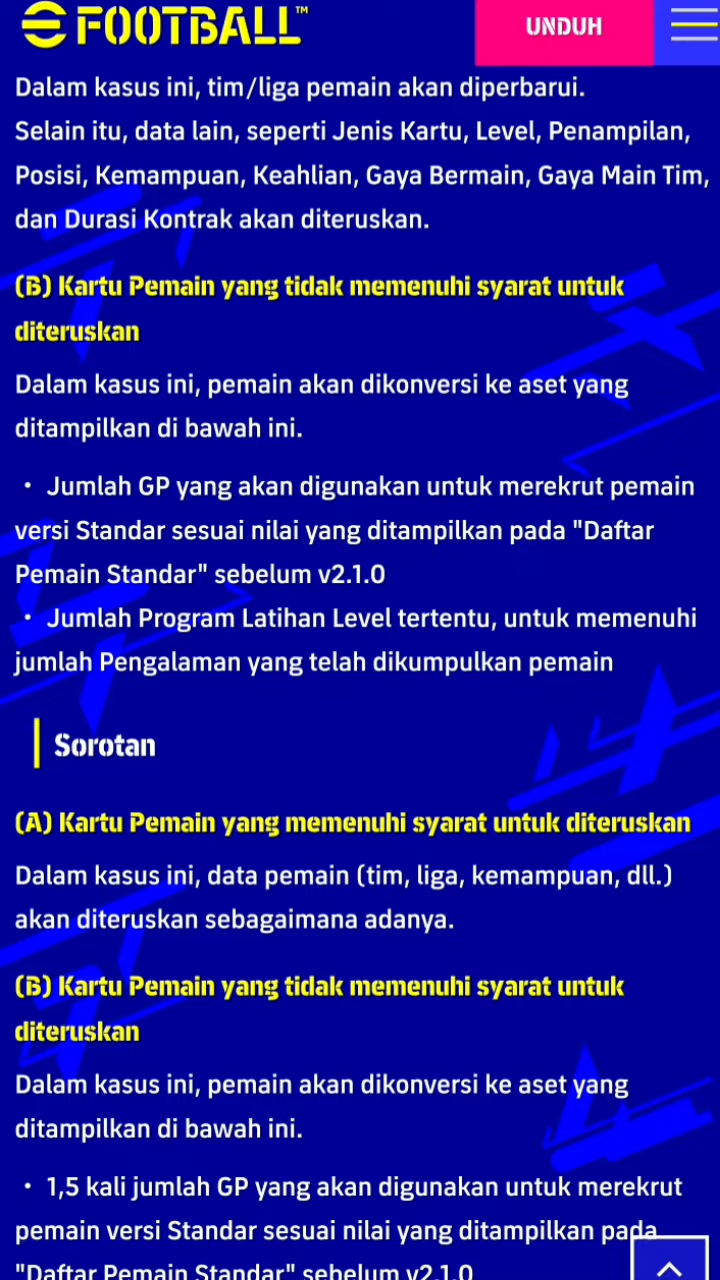 eFOOTBALL™
UNDUH
Dalam kasus ini, tim/liga pemain akan diperbarui.
Selain itu, data lain, seperti Jenis Kartu, Level, Penampilan,
Posisi, Kemampuan, Keahlian, Gaya Bermain, Gaya Main Tim,
dan Durasi Kontrak akan diteruskan.
(B) Kartu Pemain yang tidak memenuhi syarat untuk
diteruskan
Dalam kasus ini, pemain akan dikonversi ke aset yang
ditampilkan di bawah ini.
・ Jumlah GP yang akan digunakan untuk merekrut pemain
versi Standar sesuai nilai yang ditampilkan pada "Daftar
Pemain Standar" sebelum v2.1.0
・ Jumlah Program Latihan Level tertentu, untuk memenuhi
jumlah Pengalaman yang telah dikumpulkan pemain
Sorotan
(A) Kartu Pemain yang memenuhi syarat untuk diteruskan
Dalam kasus ini, data pemain (tim, liga, kemampuan, dll.)
akan diteruskan sebagaimana adanya.
(B) Kartu Pemain yang tidak memenuhi syarat untuk
diteruskan
Dalam kasus ini, pemain akan dikonversi ke aset yang
ditampilkan di bawah ini.
・ 1,5 kali jumlah GP yang akan digunakan untuk merekrut
pemain versi Standar sesuai nilai yang ditampilkan pada
"Daftar Pemain Standar" sebelum v2.1.0